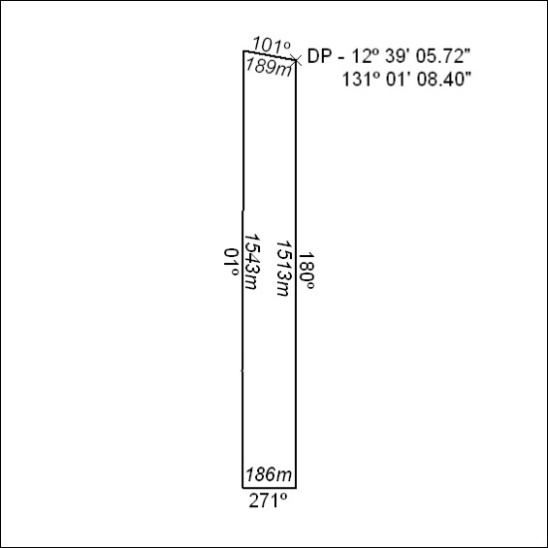 101º
189m
DP - 12º 39' 05.72"
131º 01' 08.40"
01º
1543m
1513m
180º
186m
271º